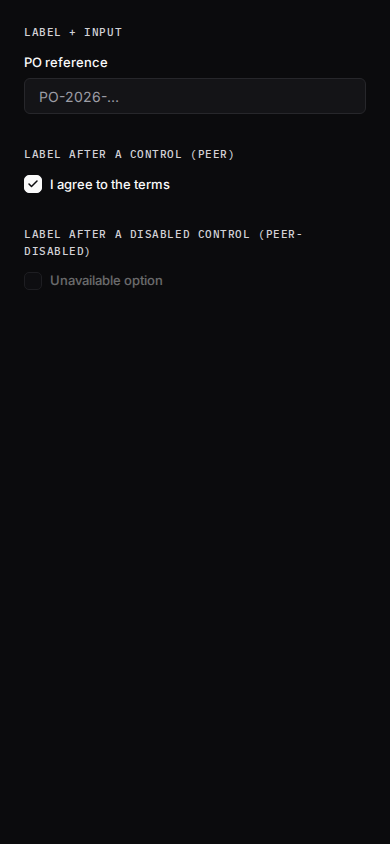 LABEL + INPUT
PO reference
PO-2026-...
LABEL AFTER A CONTROL (PEER)
I agree to the terms
LABEL AFTER A DISABLED CONTROL (PEER-
DISABLED)
Unavailable option